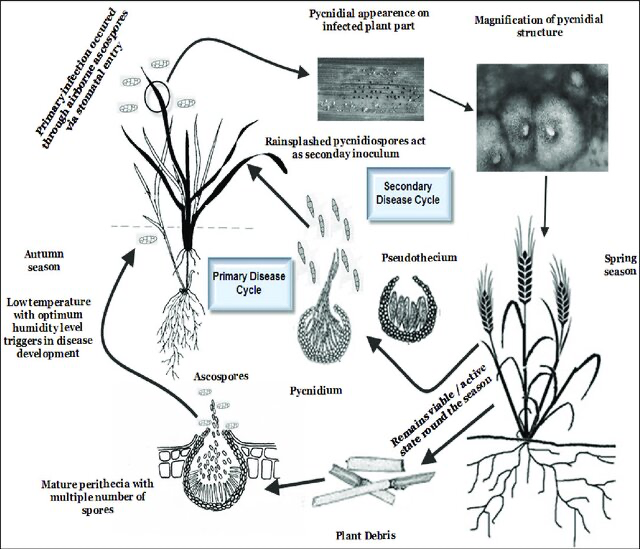 Pycnidial appearence on
infected plant part
Magnification of pycnidial
structure
Primary infection occured
through airborne ascospores
via stomatal entry
Rainsplashed pycnidiospores act
as seconday inoculum
Secondary
Disease Cycle
Autumn
season
Primary Disease
Cycle
Pseudothecium
Spring
season
Low temperature
with optimum
humidity level
triggers in disease
development
Ascospores
Pycnidium
Remains viable / active
state round the season
Mature perithecia with
multiple number of
spores
Plant Debris